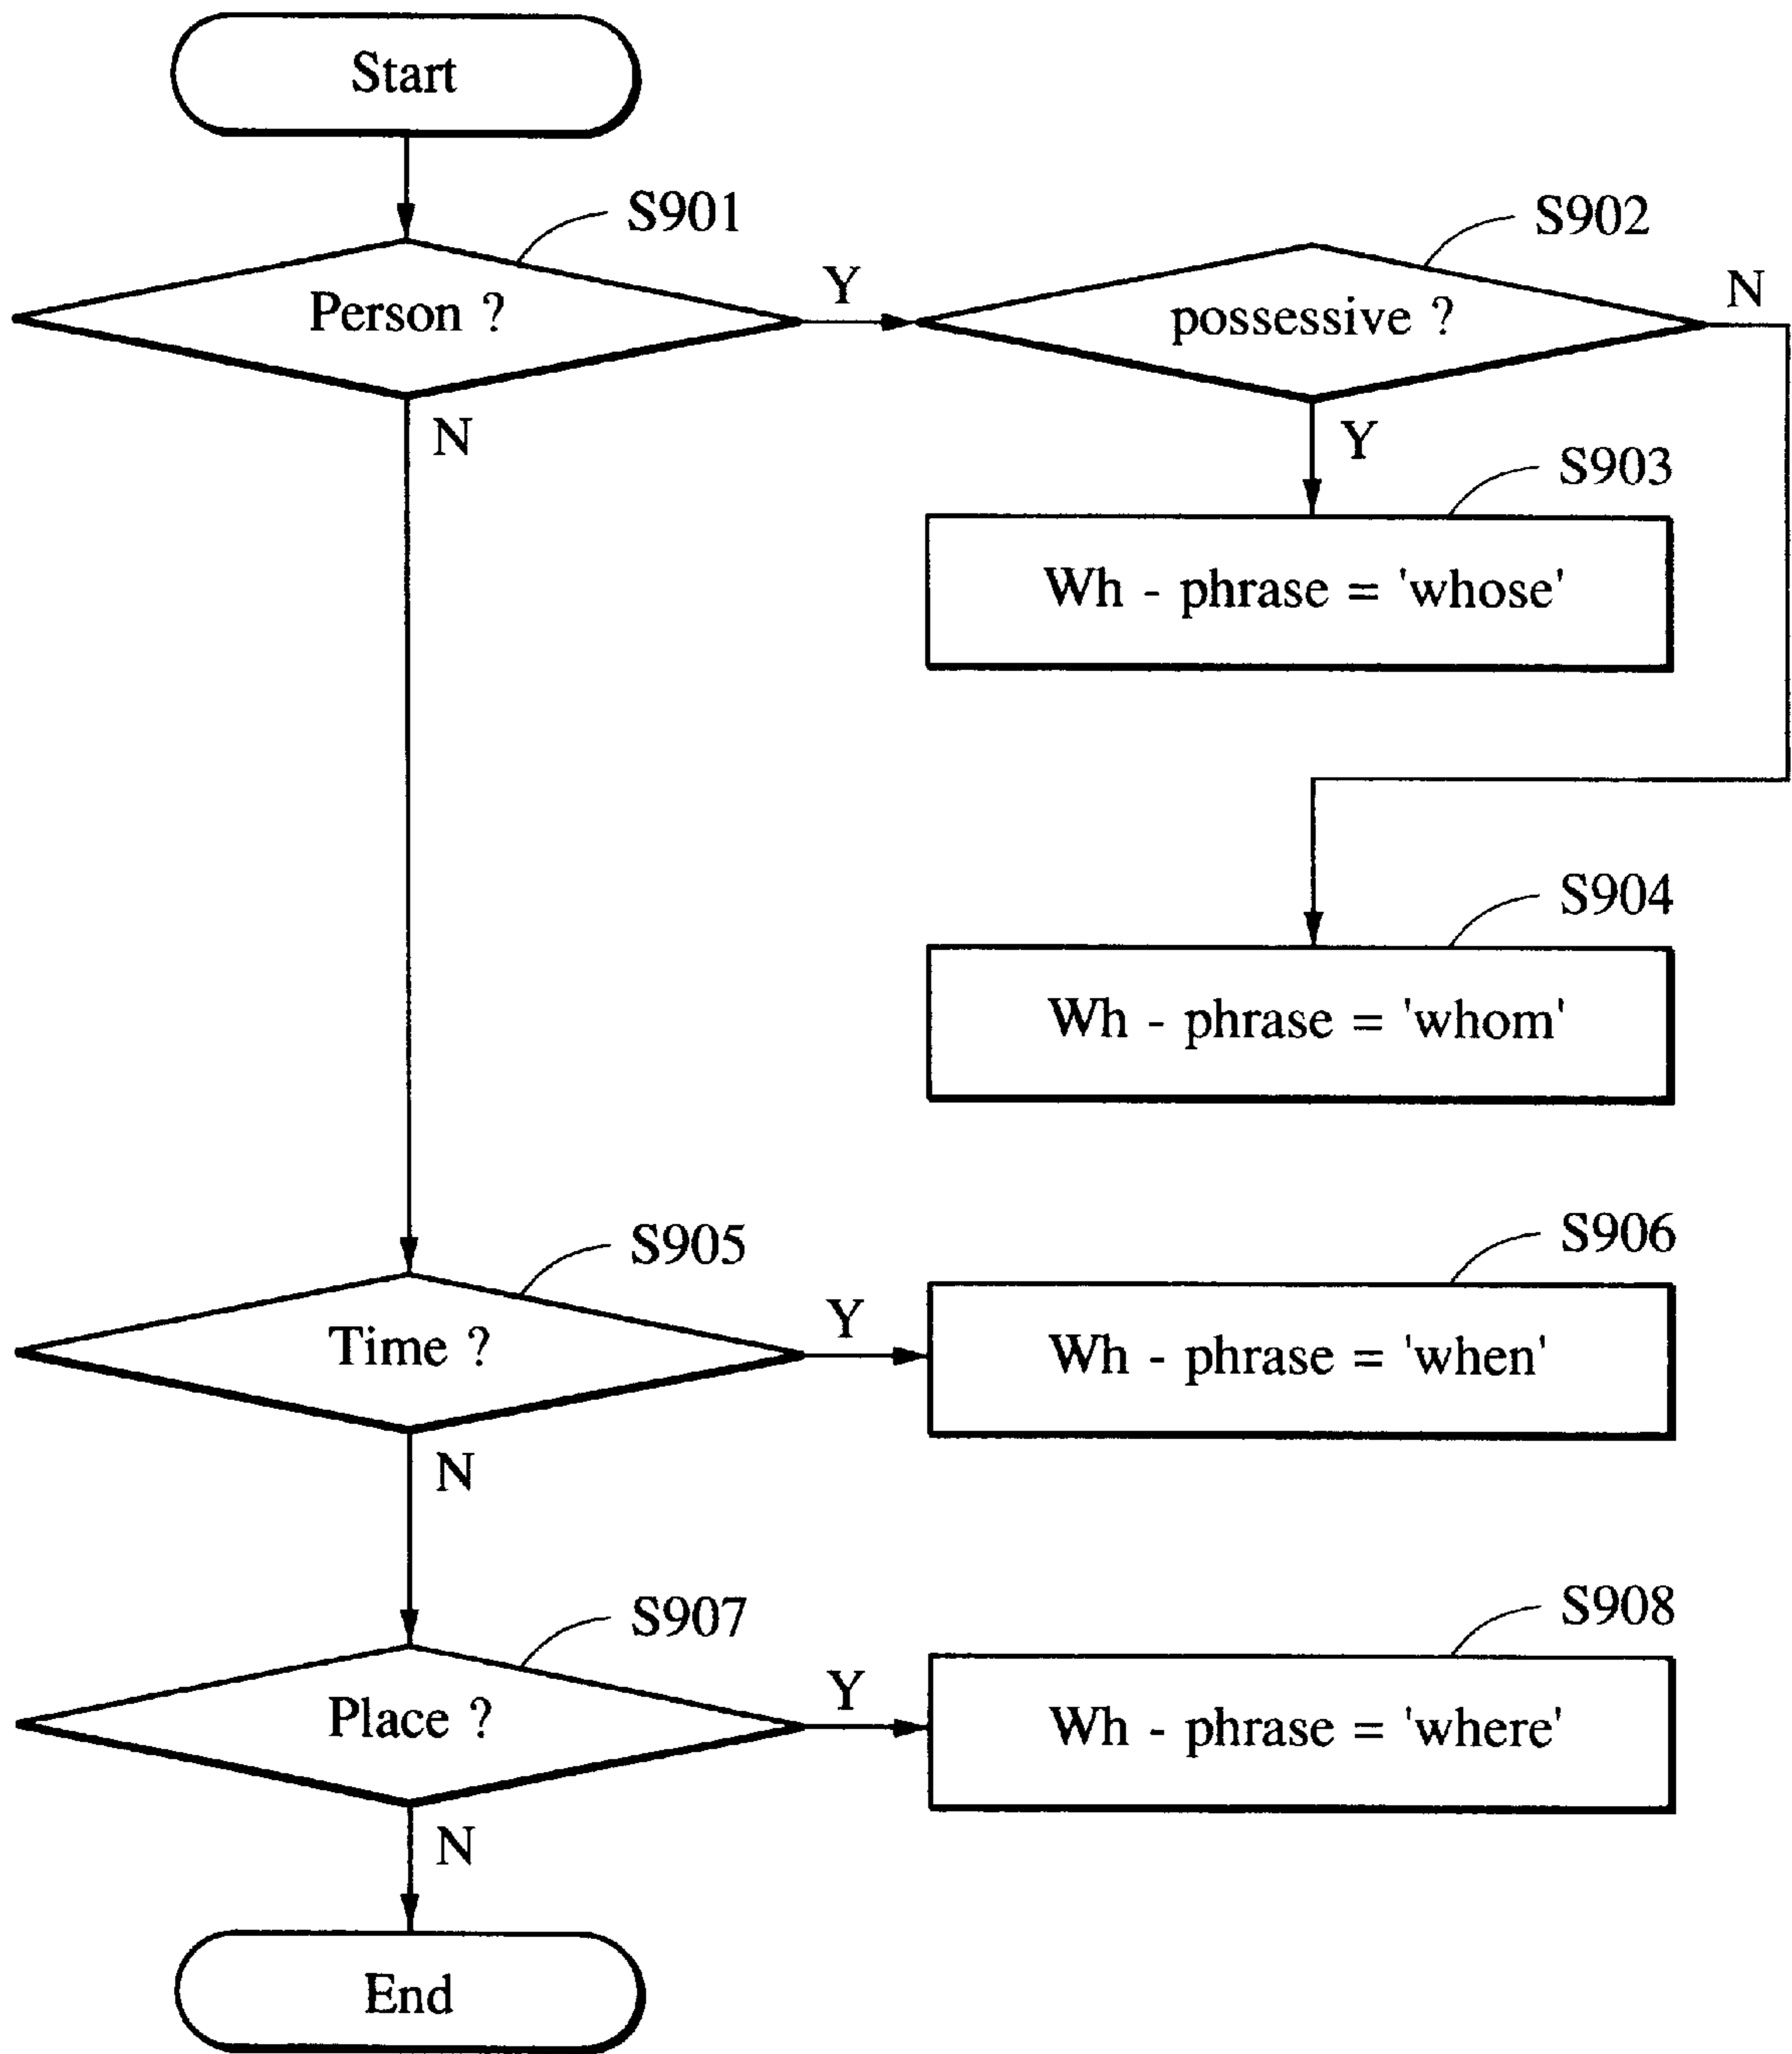 Start
S901
S902
Person ?
Y
possessive ?
N
N
Y
S903
Wh - phrase = 'whose'
S904
Wh - phrase = 'whom'
S905
S906
Time ?
Y
Wh - phrase = 'when'
N
S907
S908
Place ?
Y
Wh - phrase = 'where'
N
End